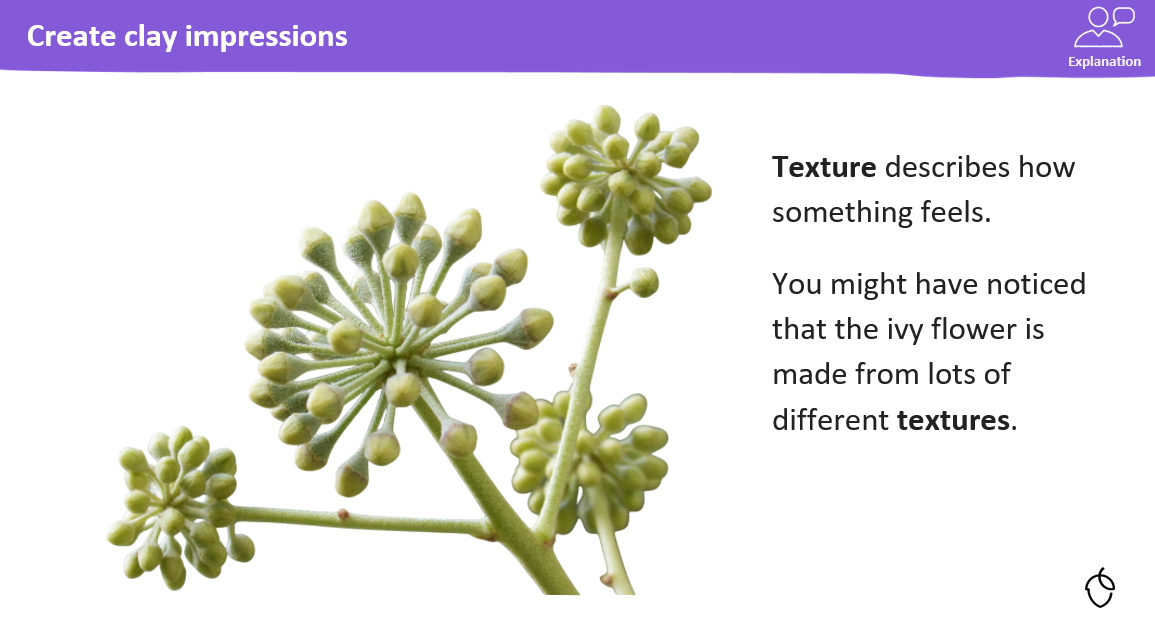 Create clay impressions
Explanation
Texture describes how
something feels.
You might have noticed
that the ivy flower is
made from lots of
different textures.